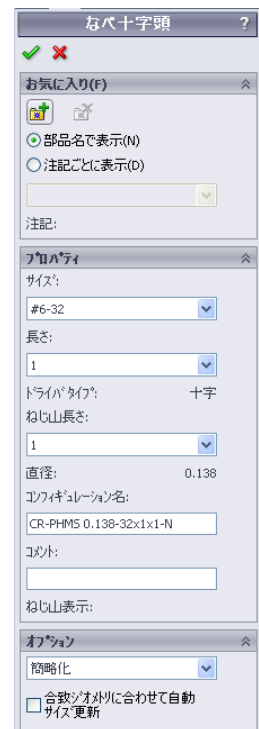 なべ十字頭 ?
お気に入り(F)
部品名で表示(N)
注記ごとに表示(D)
注記:
ﾌﾟﾛﾊﾟﾃｨ
ｻｲｽﾞ:
#6-32
長さ:
1
ﾄﾞﾗｲﾊﾞﾀｲﾌﾟ: 十字
ねじ山長さ:
1
直径: 0.138
ｺﾝﾌｨｷﾞｭﾚｰｼｮﾝ名:
CR-PHMS 0.138-32x1x1-N
ｺﾒﾝﾄ:
ねじ山表示:
ｵﾌﾟｼｮﾝ
簡略化
合致ｼﾞｵﾒﾄﾘに合わせて自動
ｻｲｽﾞ更新